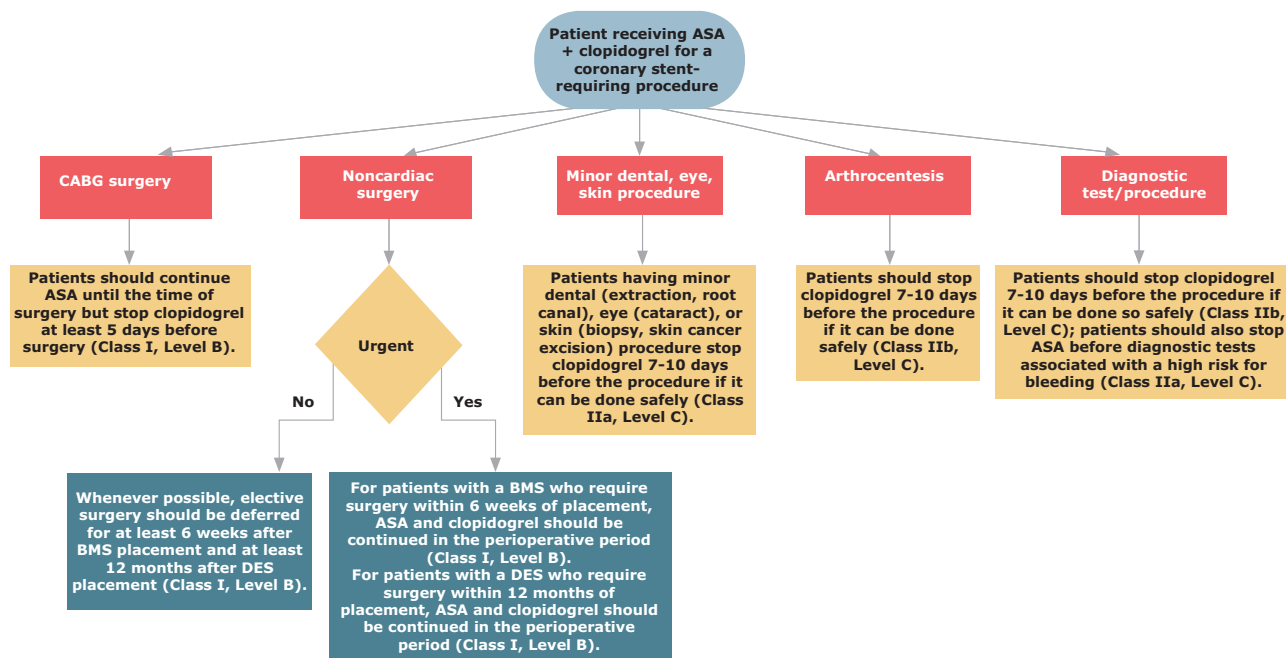 Patient receiving ASA
+ clopidogrel for a
coronary stent-
requiring procedure
CABG surgery
Noncardiac
surgery
Minor dental, eye,
skin procedure
Arthrocentesis
Diagnostic
test/procedure
Patients should continue
ASA until the time of
surgery but stop clopidogrel
at least 5 days before
surgery (Class I, Level B).
Urgent
Patients having minor
dental (extraction, root
canal), eye (cataract), or
skin (biopsy, skin cancer
excision) procedure stop
clopidogrel 7-10 days
before the procedure if it
can be done safely (Class
IIa, Level C).
Patients should stop
clopidogrel 7-10 days
before the procedure
if it can be done
safely (Class IIb,
Level C).
Patients should stop clopidogrel
7-10 days before the procedure if
it can be done so safely (Class IIb,
Level C); patients should also stop
ASA before diagnostic tests
associated with a high risk for
bleeding (Class IIa, Level C).
No
Yes
Whenever possible, elective
surgery should be deferred
for at least 6 weeks after
BMS placement and at least
12 months after DES
placement (Class I, Level B).
For patients with a BMS who require
surgery within 6 weeks of placement,
ASA and clopidogrel should be
continued in the perioperative period
(Class I, Level B).
For patients with a DES who require
surgery within 12 months of
placement, ASA and clopidogrel should
be continued in the perioperative
period (Class I, Level B).